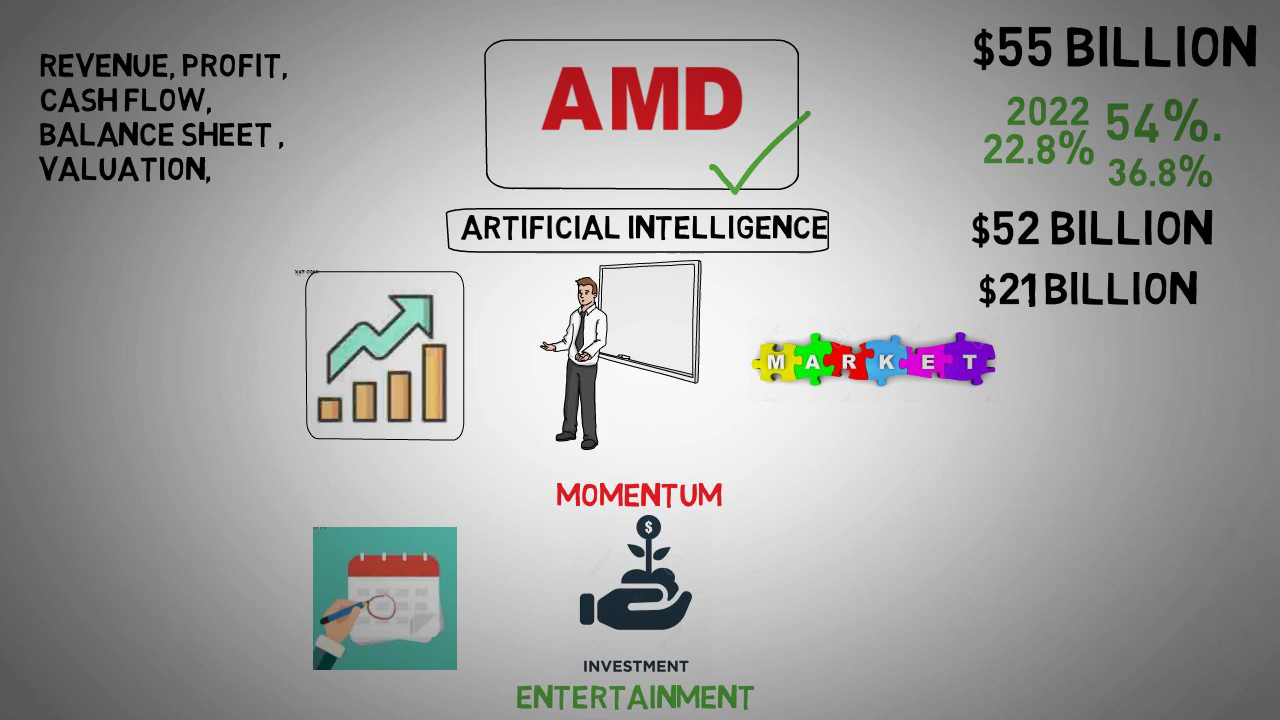 REVENUE, PROFIT,
CASH FLOW,
BALANCE SHEET ,
VALUATION,
AMD
ARTIFICIAL INTELLIGENCE
$55 BILLION
2022 54%.
22.8% 36.8%
$52 BILLION
$21 BILLION
MARKET
MOMENTUM
$
INVESTMENT
ENTERTAINMENT